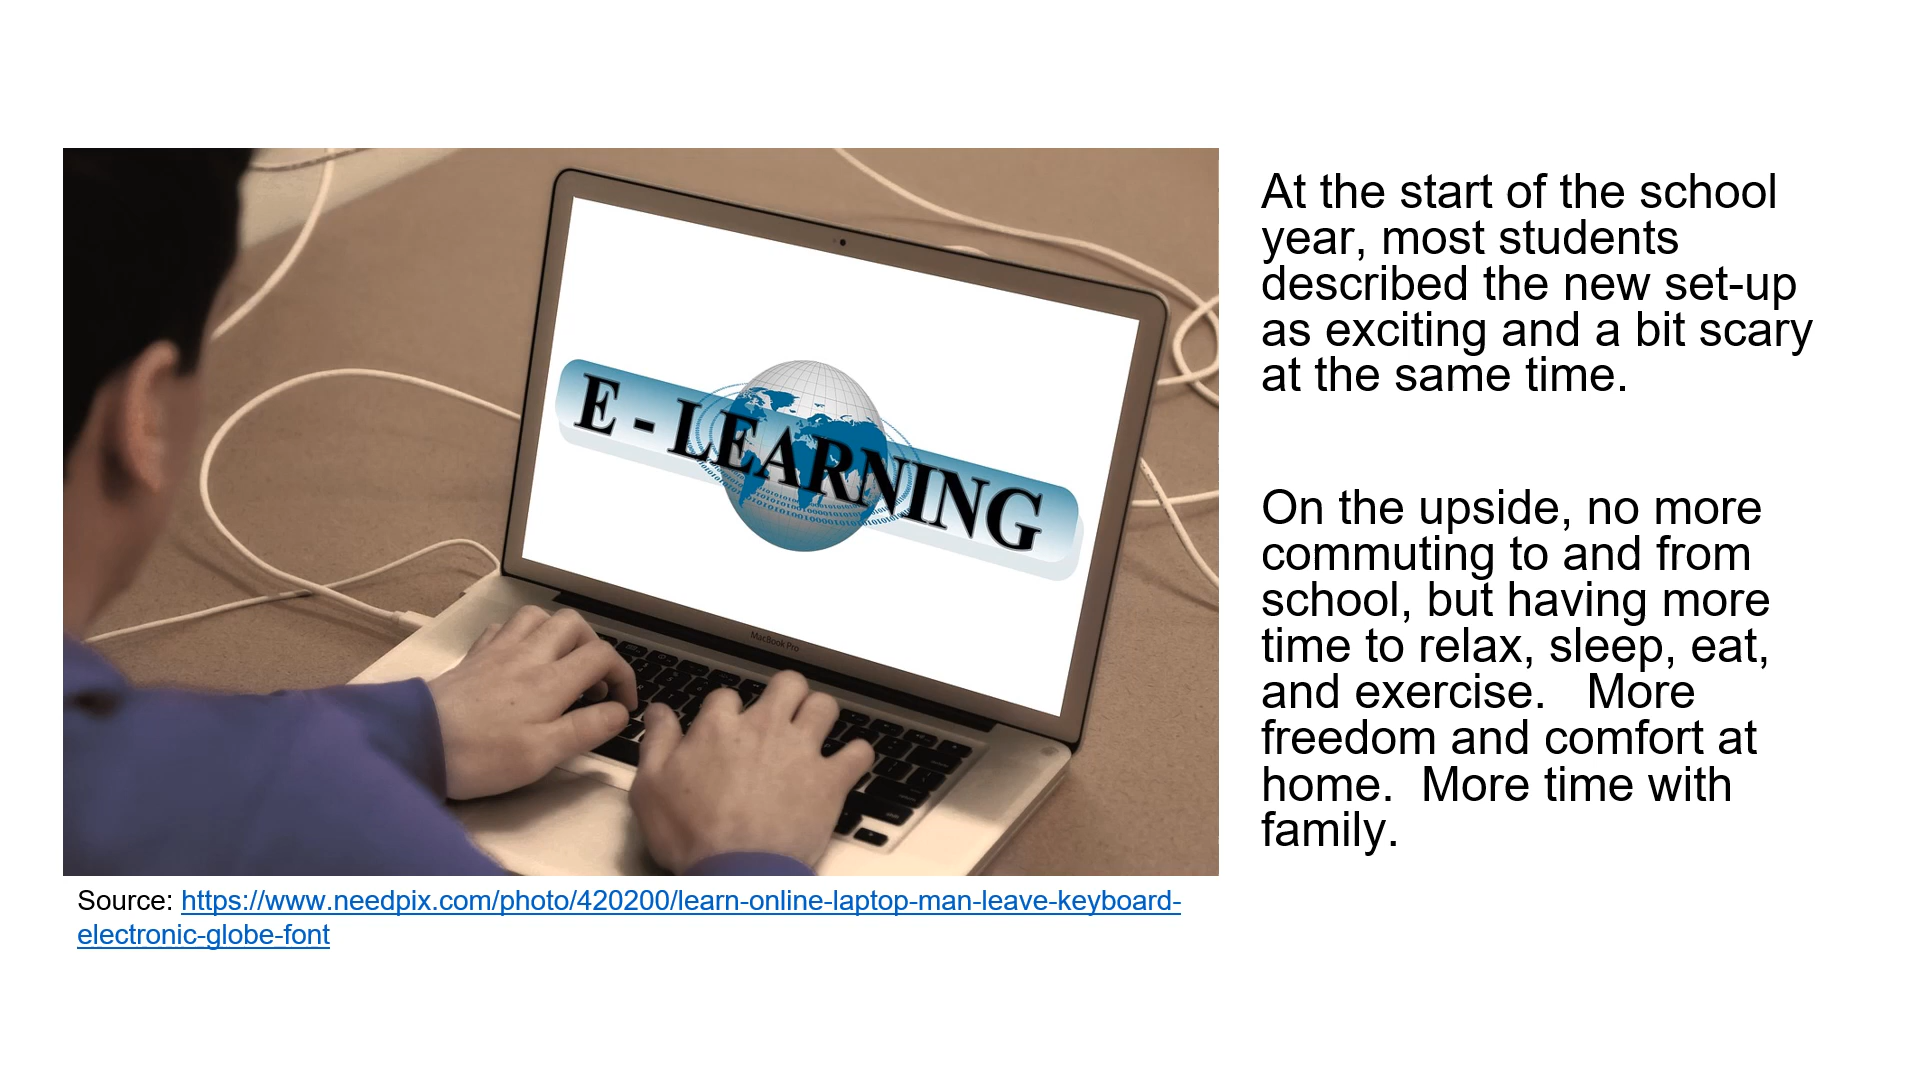 E - LEARNING
MacBook Pro
Source: https://www.needpix.com/photo/420200/learn-online-laptop-man-leave-keyboard-
electronic-globe-font
At the start of the school
year, most students
described the new set-up
as exciting and a bit scary
at the same time.
On the upside, no more
commuting to and from
school, but having more
time to relax, sleep, eat,
and exercise.   More
freedom and comfort at
home.  More time with
family.